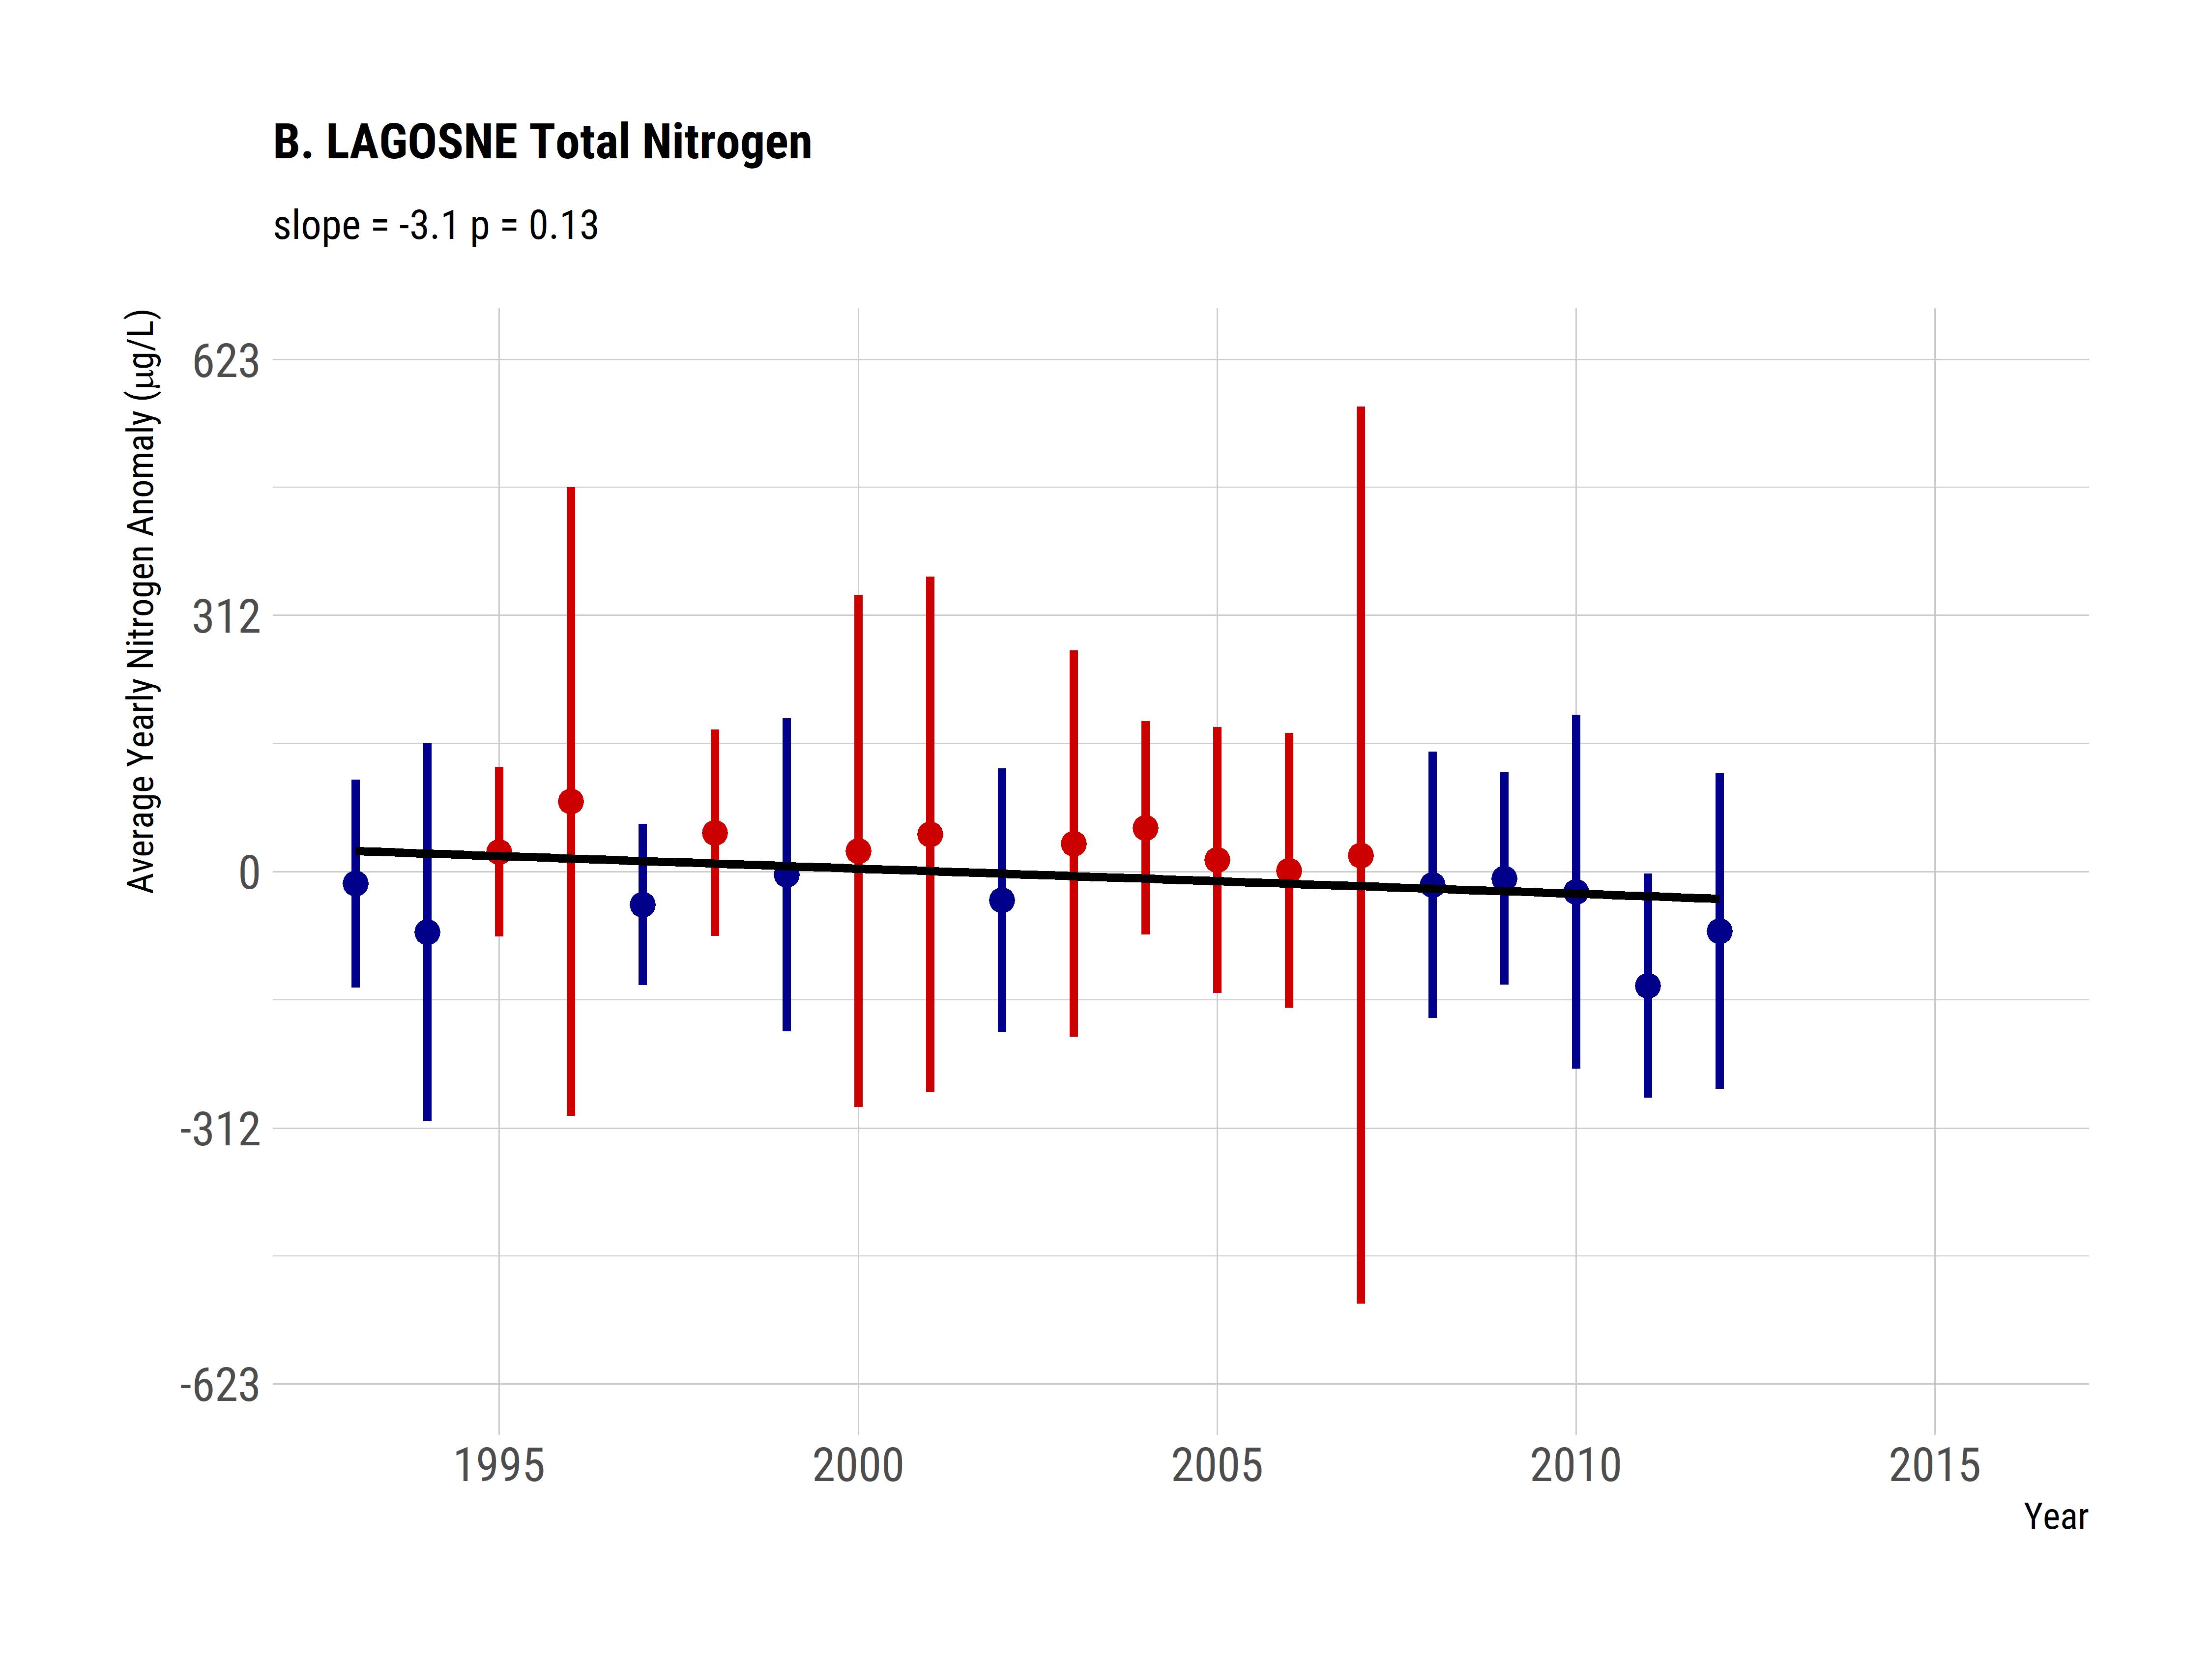 B. LAGOSNE Total Nitrogen
slope = -3.1 p = 0.13
Average Yearly Nitrogen Anomaly (µg/L)
623
312
0
-312
-623
1995 2000 2005 2010 2015
Year